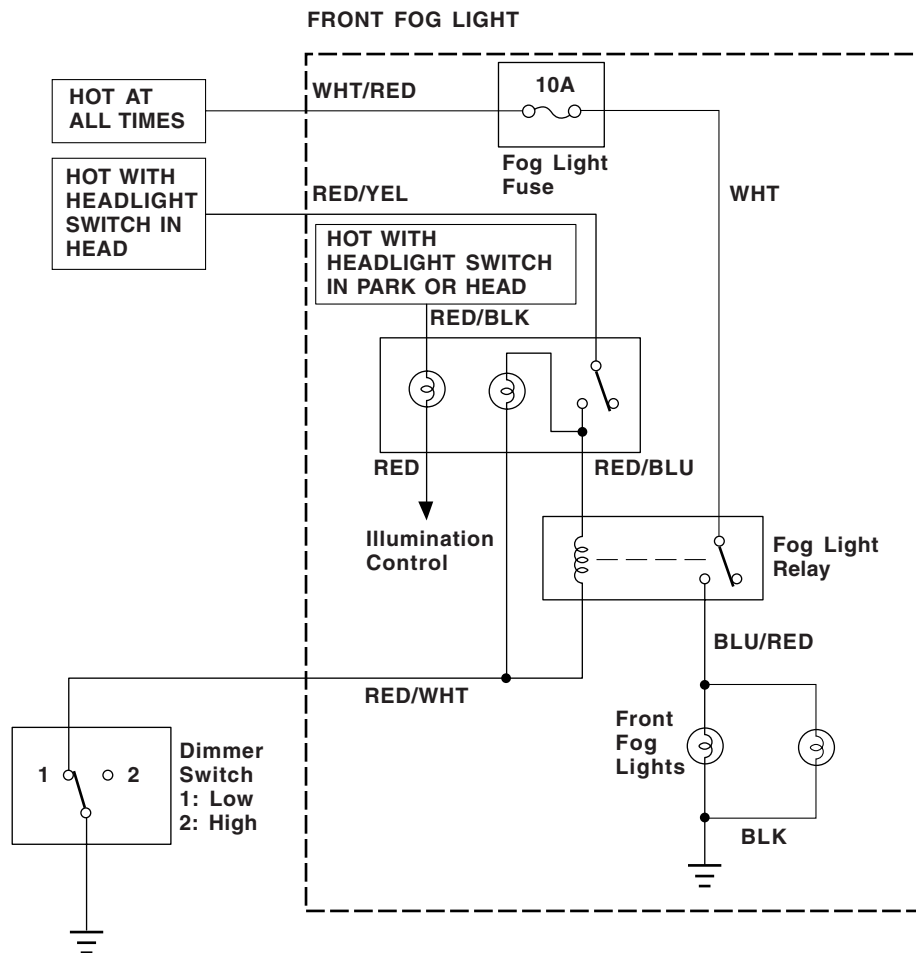 FRONT FOG LIGHT
HOT AT
ALL TIMES
WHT/RED
10A
Fog Light
Fuse
HOT WITH
HEADLIGHT
SWITCH IN
HEAD
RED/YEL
WHT
HOT WITH
HEADLIGHT SWITCH
IN PARK OR HEAD
RED/BLK
RED
RED/BLU
Illumination
Control
Fog Light
Relay
BLU/RED
RED/WHT
Front
Fog
Lights
1
2
Dimmer
Switch
1: Low
2: High
BLK